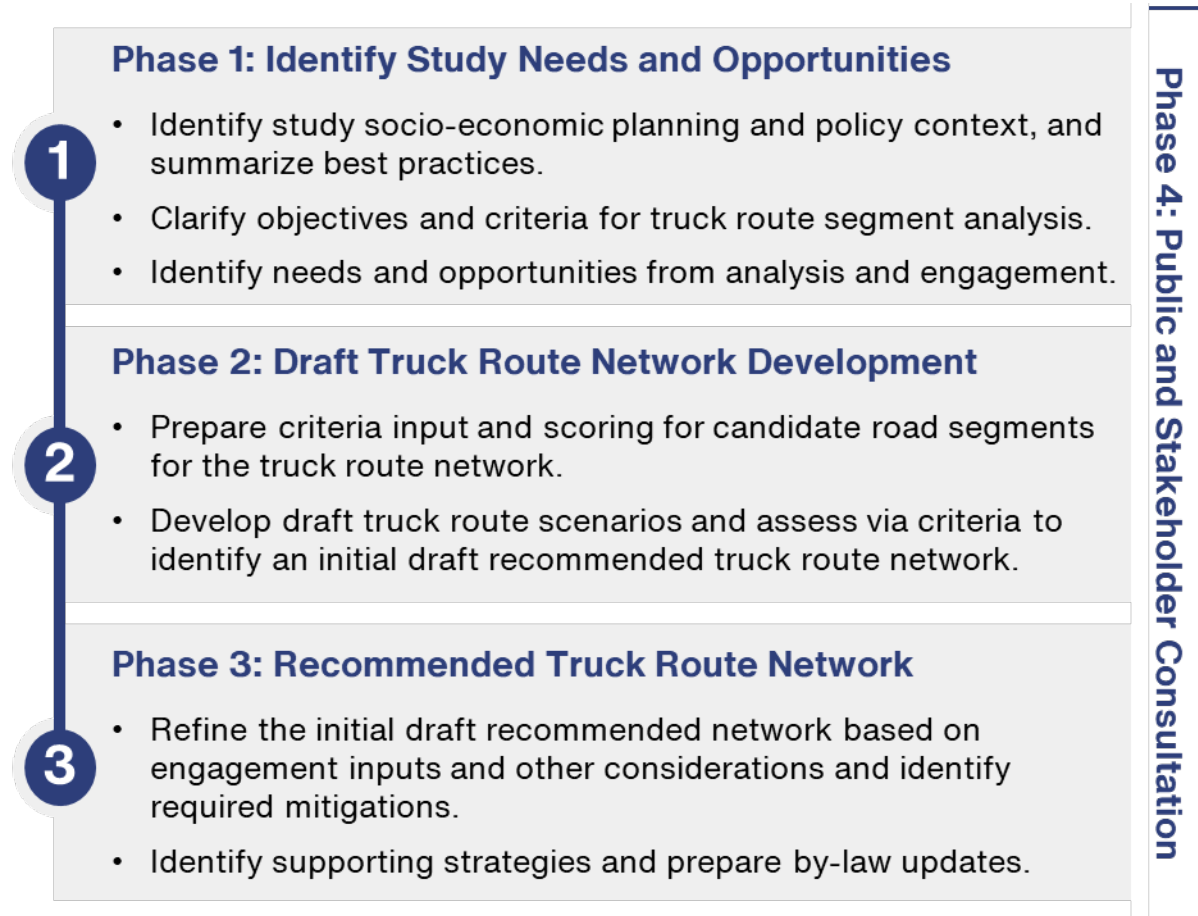 Phase 1: Identify Study Needs and Opportunities
• Identify study socio-economic planning and policy context, and
summarize best practices.
• Clarify objectives and criteria for truck route segment analysis.
• Identify needs and opportunities from analysis and engagement.
1
Phase 2: Draft Truck Route Network Development
• Prepare criteria input and scoring for candidate road segments
for the truck route network.
• Develop draft truck route scenarios and assess via criteria to
identify an initial draft recommended truck route network.
2
Phase 3: Recommended Truck Route Network
• Refine the initial draft recommended network based on
engagement inputs and other considerations and identify
required mitigations.
• Identify supporting strategies and prepare by-law updates.
3
Phase 4: Public and Stakeholder Consultation